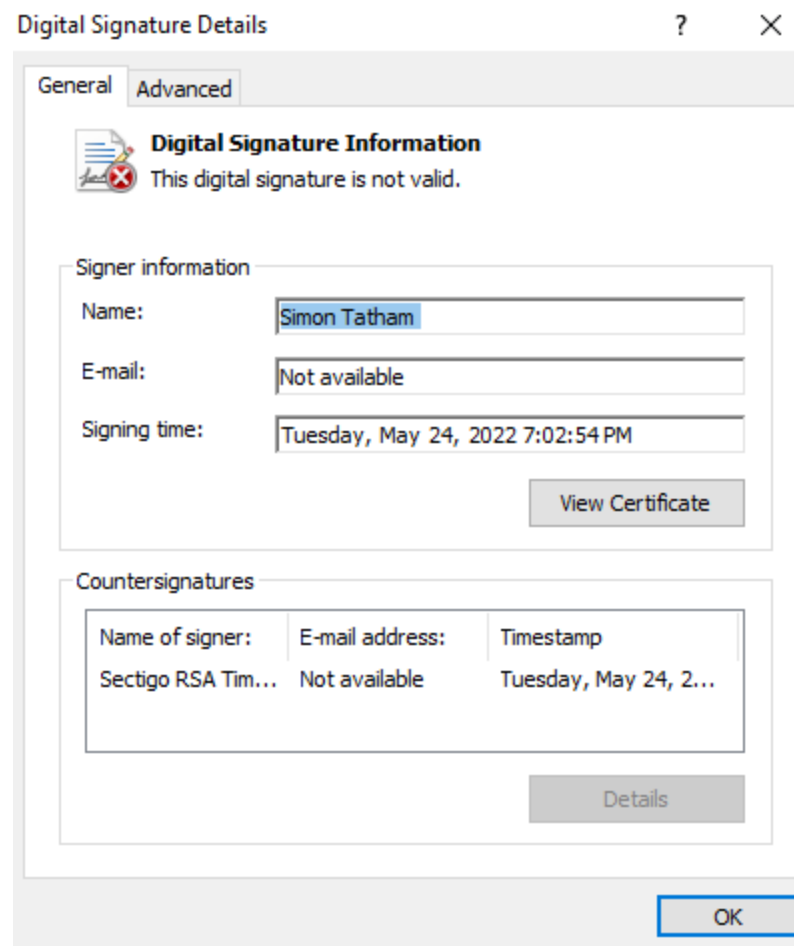 Digital Signature Details ? X
General Advanced
Digital Signature Information
This digital signature is not valid.
Signer information
Name: Simon Tatham
E-mail: Not available
Signing time: Tuesday, May 24, 2022 7:02:54 PM
View Certificate
Countersignatures
Name of signer: E-mail address: Timestamp
Sectigo RSA Tim... Not available Tuesday, May 24, 2...
Details
OK